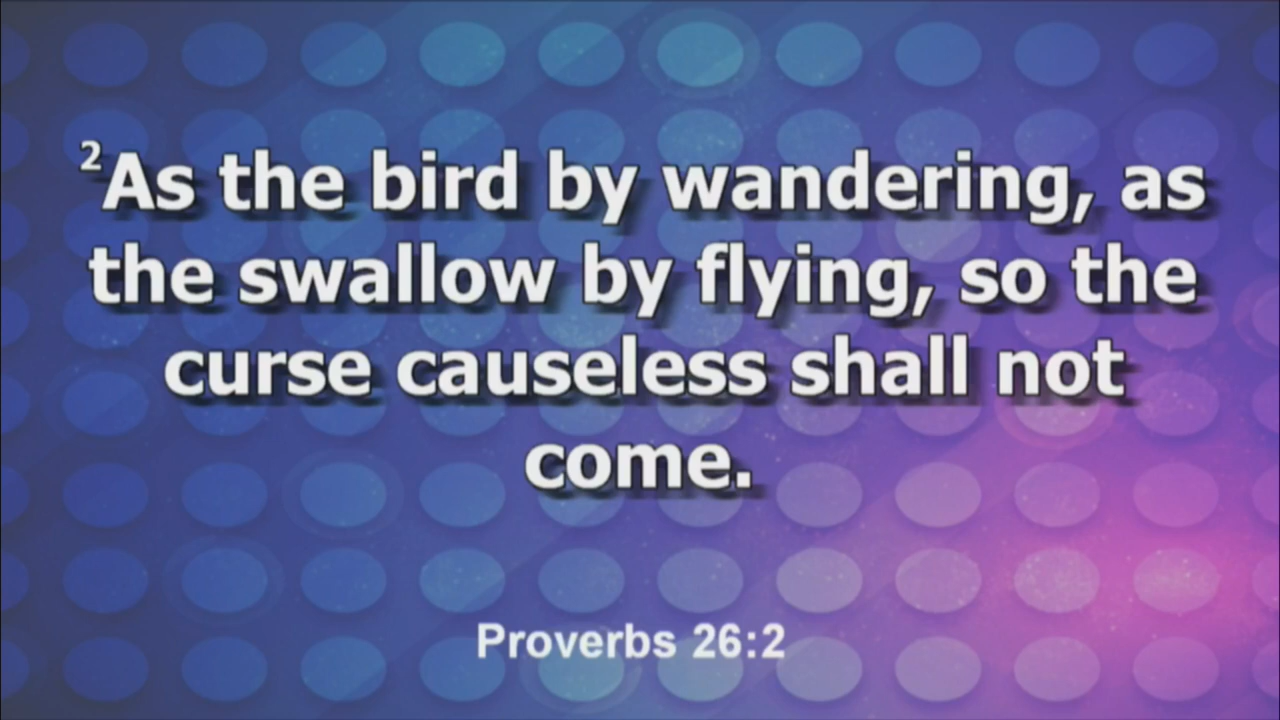 ²As the bird by wandering, as
the swallow by flying, so the
curse causeless shall not
come.
Proverbs 26:2